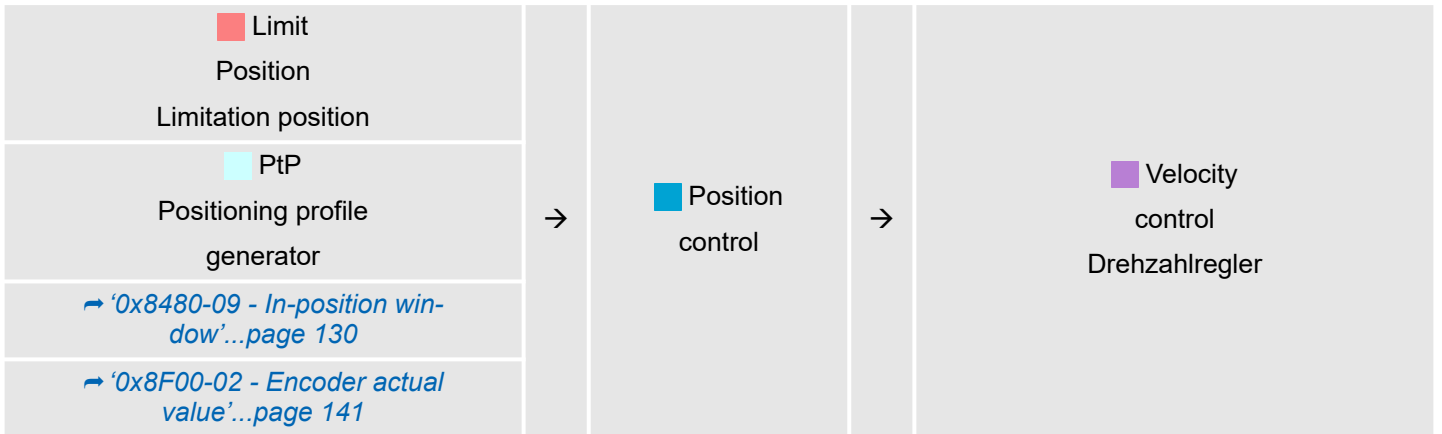 Limit
Position
Limitation position
PtP
Positioning profile
generator
➦ ‘0x8480-09 - In-position win-
dow’...page 130
➦ ‘0x8F00-02 - Encoder actual
value’...page 141
→
Position
control
→
Velocity
control
Drehzahlregler